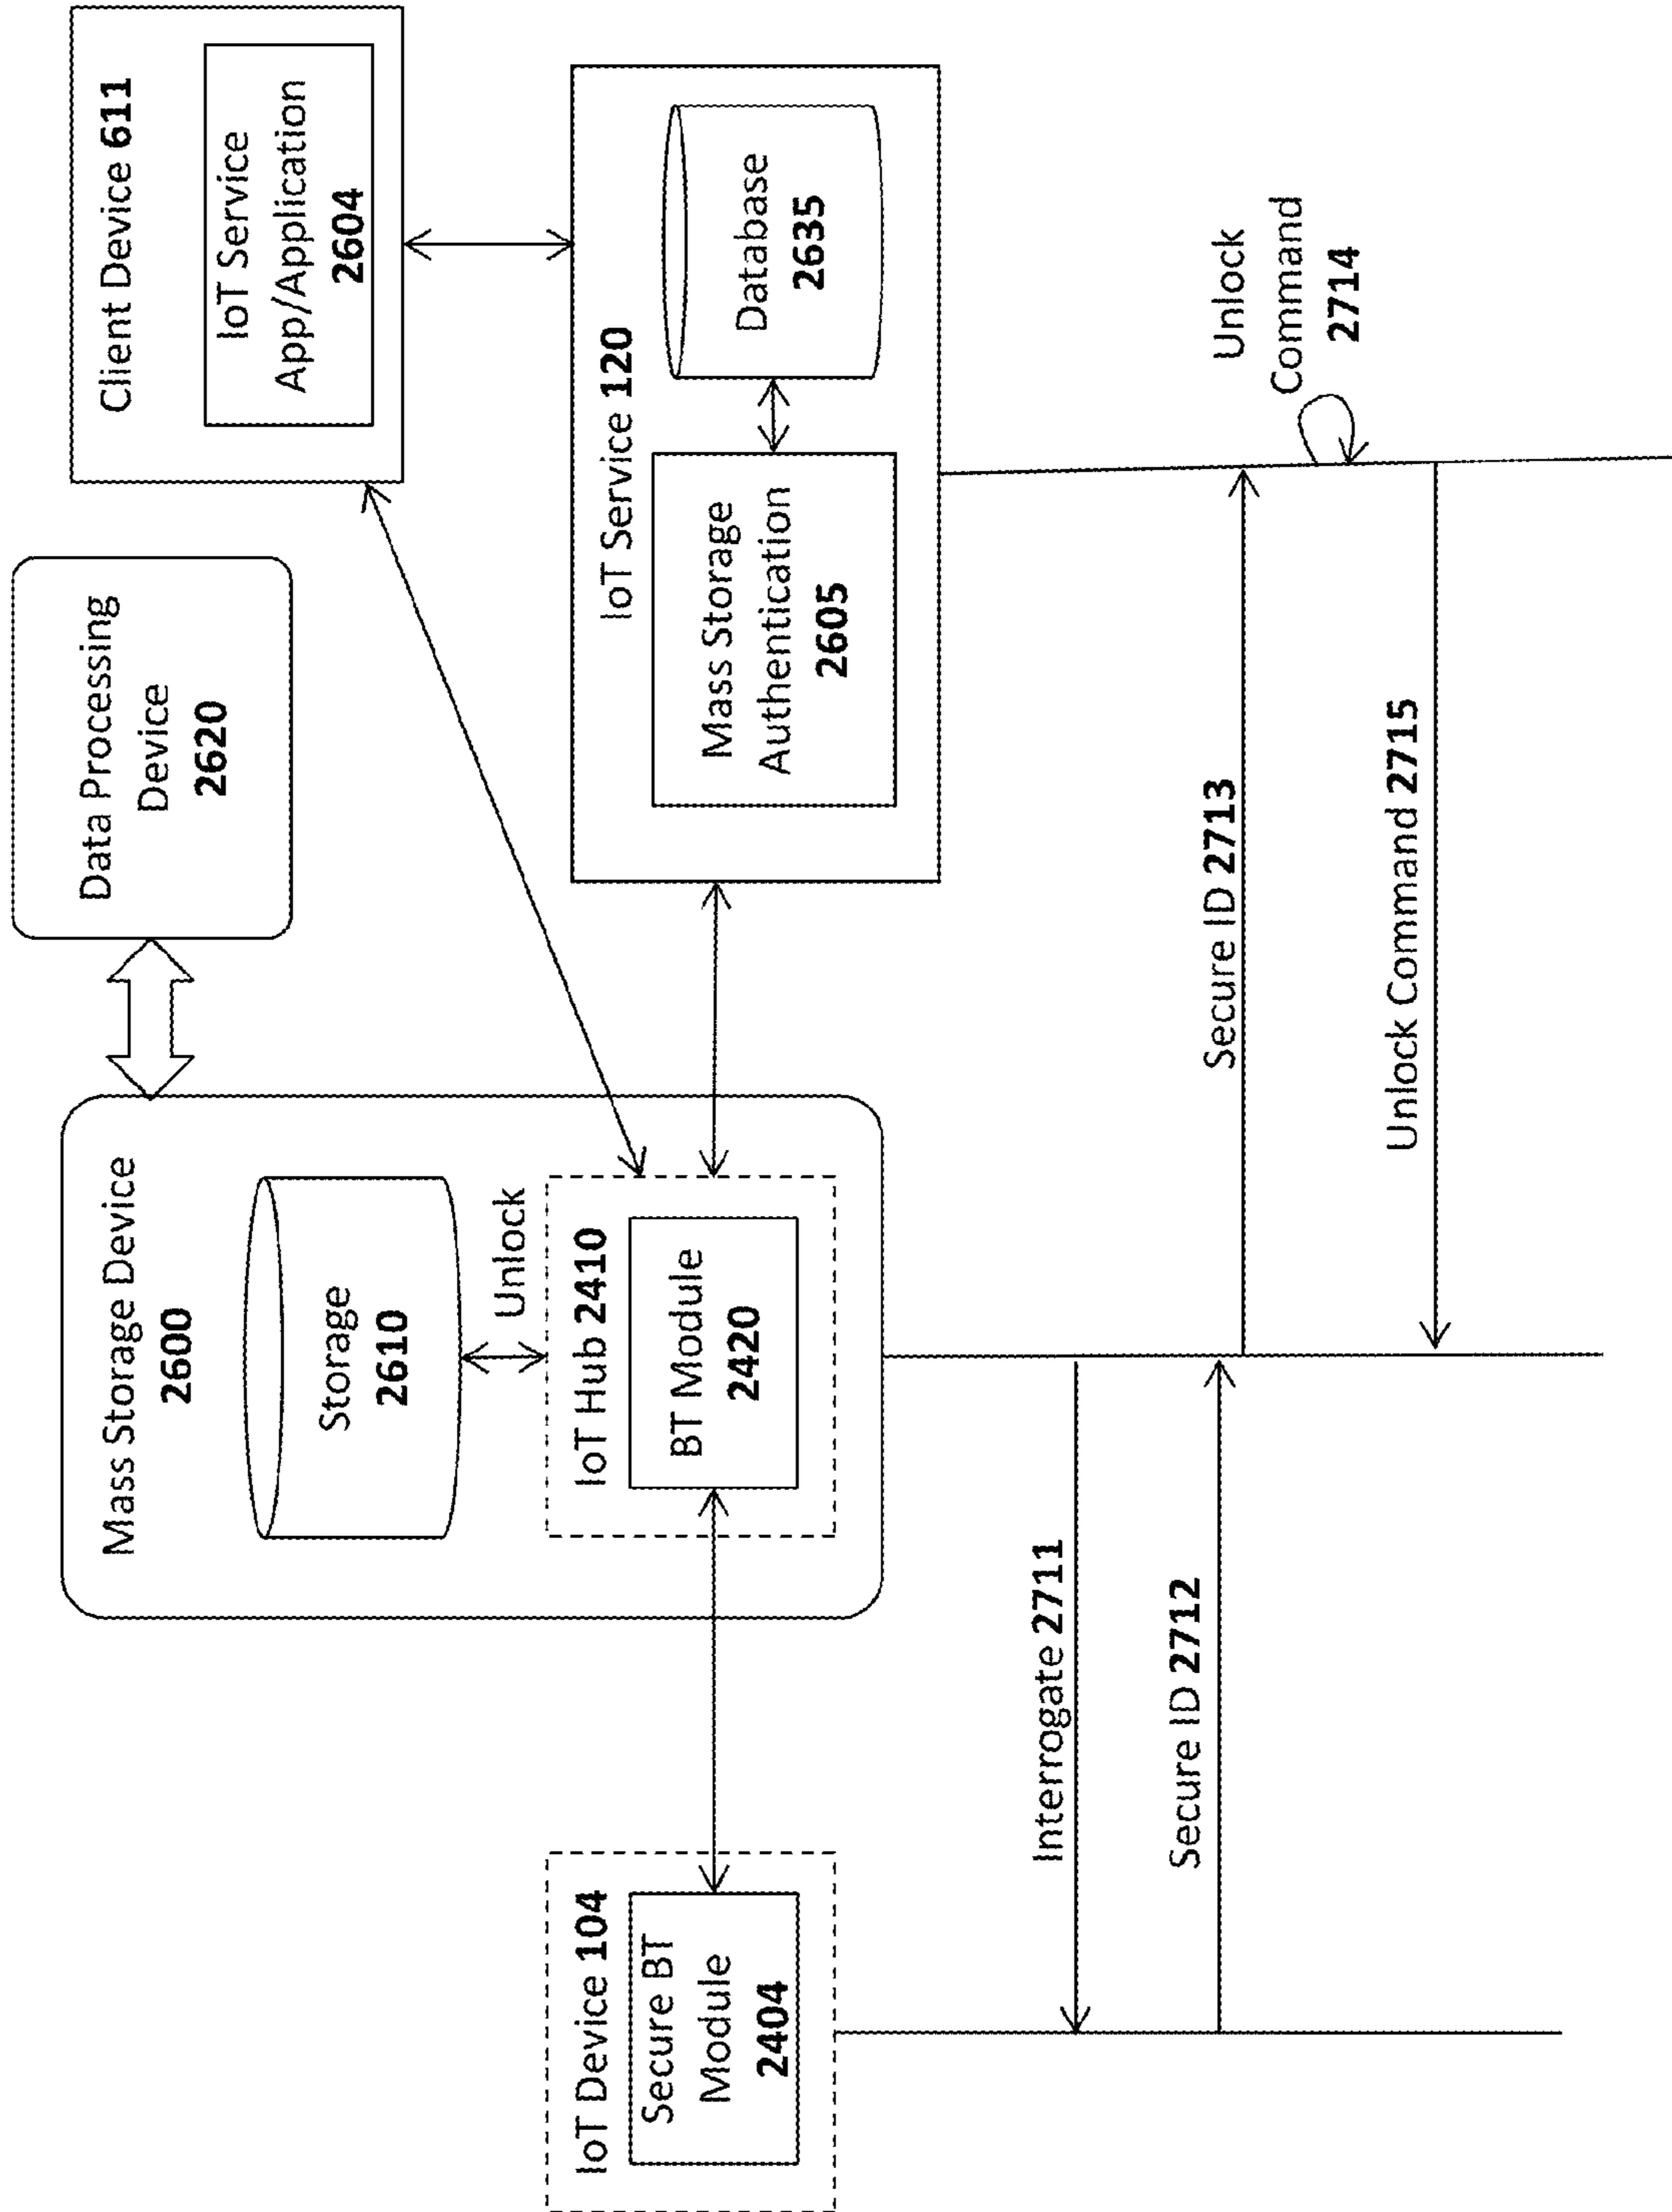 Mass Storage Device
2600
Storage
2610
Unlock
IoT Hub 2410
BT Module
2420
Data Processing
Device
2620
Client Device 611
IoT Service
App/Application
2604
IoT Service 120
Mass Storage
Authentication
2605
Database
2635
IoT Device 104
Secure BT
Module
2404
Interrogate 2711
Secure ID 2712
Secure ID 2713
Unlock
Command
2714
Unlock Command 2715